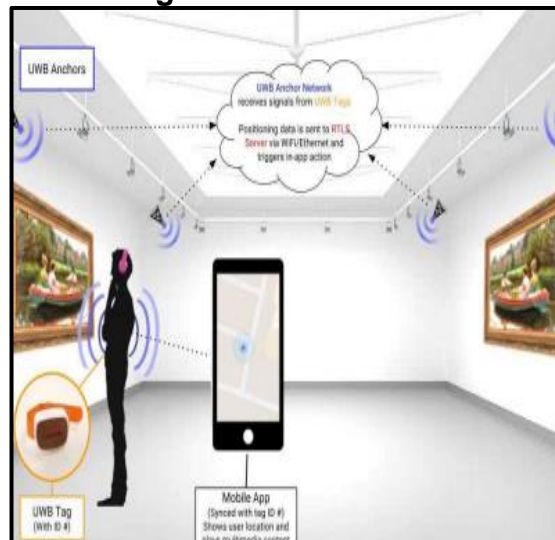 UWB Anchors
UWB Anchor Network
receives signals from UWB Tags
Positioning data is sent to RTLS
Server via WiFi/Ethernet and
triggers in-app action
UWB Tag
(With ID #)
Mobile App
(Synced with tag ID #)
Shows user location and
multimedia content